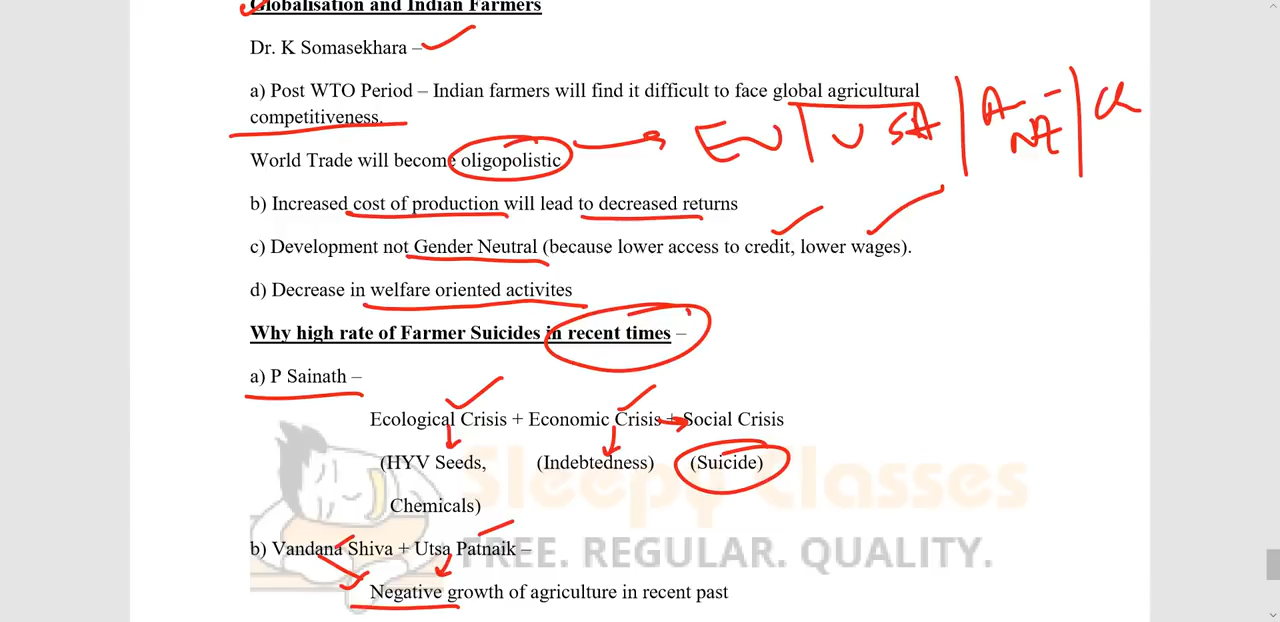 Globalisation and Indian Farmers
Dr. K Somasekhara –
a) Post WTO Period – Indian farmers will find it difficult to face global agricultural
competitiveness.
World Trade will become oligopolistic
EU | USA | A - NZ | Ch
b) Increased cost of production will lead to decreased returns
c) Development not Gender Neutral (because lower access to credit, lower wages).
d) Decrease in welfare oriented activites
Why high rate of Farmer Suicides in recent times –
a) P Sainath –
Ecological Crisis + Economic Crisis + Social Crisis
(HYV Seeds, (Indebtedness) (Suicide)
Chemicals)
Sleepy Classes
b) Vandana Shiva + Utsa Patnaik –
FREE. REGULAR. QUALITY.
Negative growth of agriculture in recent past